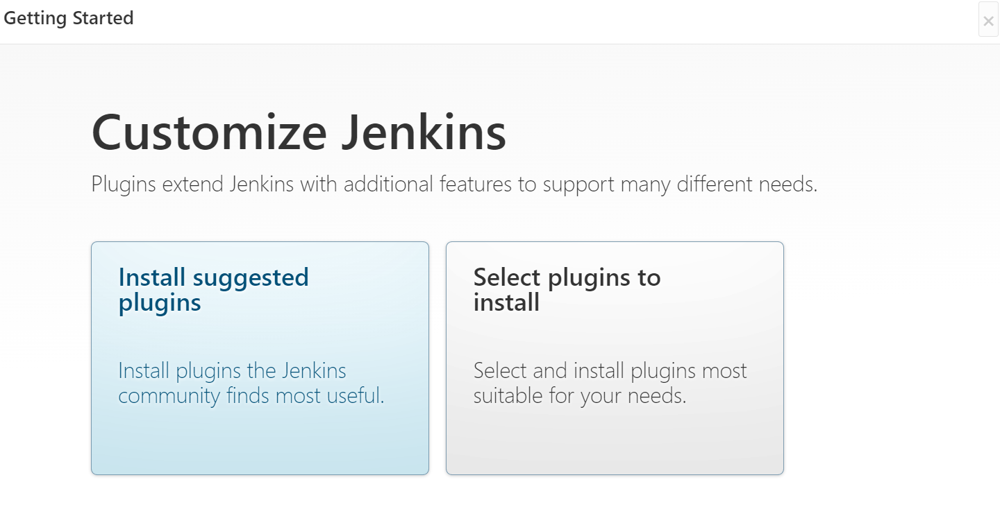 Getting Started
×
Customize Jenkins
Plugins extend Jenkins with additional features to support many different needs.
Install suggested
plugins
Install plugins the Jenkins
community finds most useful.
Select plugins to
install
Select and install plugins most
suitable for your needs.